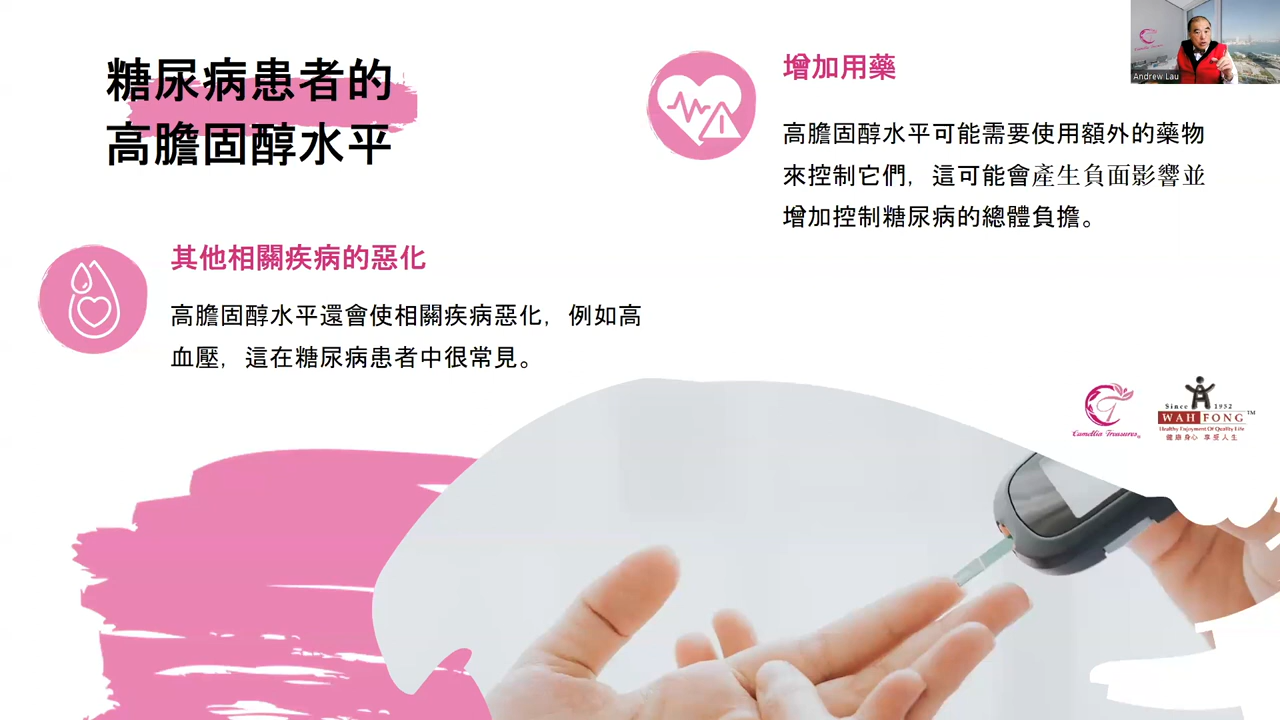 糖尿病患者的
高膽固醇水平
其他相關疾病的惡化
高膽固醇水平還會使相關疾病惡化，例如高
血壓，這在糖尿病患者中很常見。
增加用藥
高膽固醇水平可能需要使用額外的藥物
來控制它們，這可能會產生負面影響並
增加控制糖尿病的總體負擔。
Andrew Lau
Camellia Treasures
Since 1952
WAH FONG™
Healthy Enjoyment Of Quality Life
健康身心 享受人生